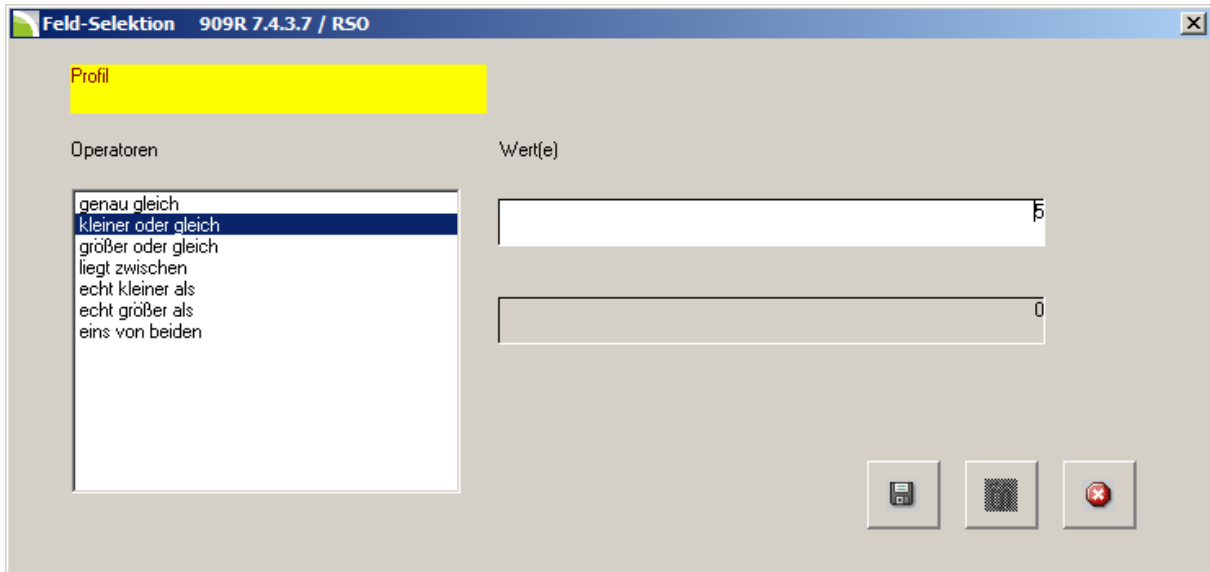 Feld-Selektion 909R 7.4.3.7 / RSO
Profil
Operatoren
Wert(e)
genau gleich
kleiner oder gleich
größer oder gleich
liegt zwischen
echt kleiner als
echt größer als
eins von beiden
5
0